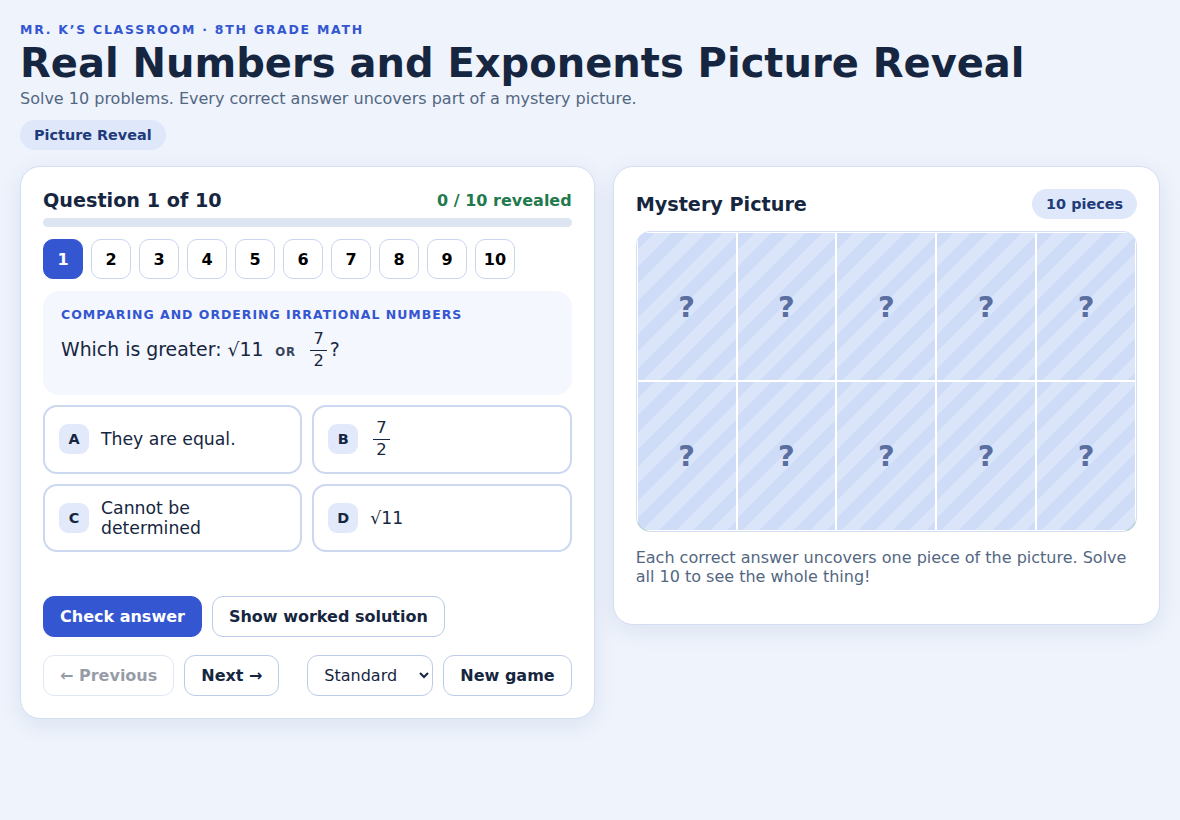 MR. K’S CLASSROOM · 8TH GRADE MATH
Real Numbers and Exponents Picture Reveal
Solve 10 problems. Every correct answer uncovers part of a mystery picture.
Picture Reveal
Question 1 of 10
0 / 10 revealed
1 2 3 4 5 6 7 8 9 10
COMPARING AND ORDERING IRRATIONAL NUMBERS
Which is greater: √11 OR 7/2?
A They are equal.
B 7/2
C Cannot be
determined
D √11
Check answer
Show worked solution
← Previous
Next →
Standard
New game
Mystery Picture
10 pieces
? ? ? ? ?
? ? ? ? ?
Each correct answer uncovers one piece of the picture. Solve
all 10 to see the whole thing!